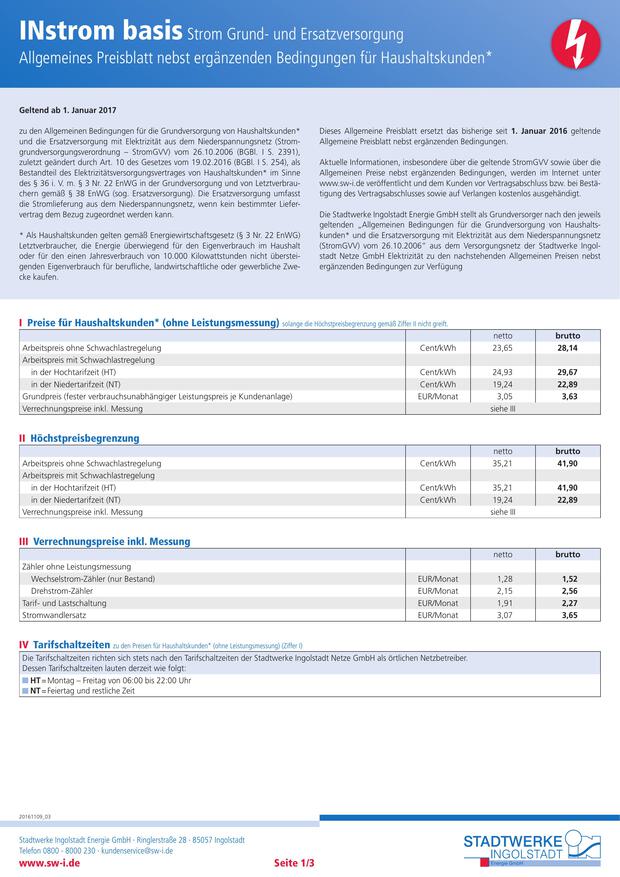 INstrom basis Strom Grund- und Ersatzversorgung
Allgemeines Preisblatt nebst ergänzenden Bedingungen für Haushaltskunden*
Geltend ab 1. Januar 2017
zu den Allgemeinen Bedingungen für die Grundversorgung von Haushaltskunden*
und die Ersatzversorgung mit Elektrizität aus dem Niederspannungsnetz (Strom-
grundversorgungsverordnung – StromGVV) vom 26.10.2006 (BGBl. I S. 2391),
zuletzt geändert durch Art. 10 des Gesetzes vom 19.02.2016 (BGBl. I S. 254), als
Bestandteil des Elektrizitätsversorgungsvertrages von Haushaltskunden* im Sinne
des § 36 i. V. m. § 3 Nr. 22 EnWG in der Grundversorgung und von Letztverbrau-
chern gemäß § 38 EnWG (sog. Ersatzversorgung). Die Ersatzversorgung umfasst
die Stromlieferung aus dem Niederspannungsnetz, wenn kein bestimmter Liefer-
vertrag dem Bezug zugeordnet werden kann.
* Als Haushaltskunden gelten gemäß Energiewirtschaftsgesetz (§ 3 Nr. 22 EnWG)
Letztverbraucher, die Energie überwiegend für den Eigenverbrauch im Haushalt
oder für den einen Jahresverbrauch von 10.000 Kilowattstunden nicht überstei-
genden Eigenverbrauch für berufliche, landwirtschaftliche oder gewerbliche Zwe-
cke kaufen.
Dieses Allgemeine Preisblatt ersetzt das bisherige seit 1. Januar 2016 geltende
Allgemeine Preisblatt nebst ergänzenden Bedingungen.
Aktuelle Informationen, insbesondere über die geltende StromGVV sowie über die
Allgemeinen Preise nebst ergänzenden Bedingungen, werden im Internet unter
www.sw-i.de veröffentlicht und dem Kunden vor Vertragsabschluss bzw. bei Bestä-
tigung des Vertragsabschlusses sowie auf Verlangen kostenlos ausgehändigt.
Die Stadtwerke Ingolstadt Energie GmbH stellt als Grundversorger nach den jeweils
geltenden „Allgemeinen Bedingungen für die Grundversorgung von Haushalts-
kunden* und die Ersatzversorgung mit Elektrizität aus dem Niederspannungsnetz
(StromGVV) vom 26.10.2006“ aus dem Versorgungsnetz der Stadtwerke Ingol-
stadt Netze GmbH Elektrizität zu den nachstehenden Allgemeinen Preisen nebst
ergänzenden Bedingungen zur Verfügung
I Preise für Haushaltskunden* (ohne Leistungsmessung) solange die Höchstpreisbegrenzung gemäß Ziffer II nicht greift.
netto brutto
Arbeitspreis ohne Schwachlastregelung Cent/kWh 23,65 28,14
Arbeitspreis mit Schwachlastregelung
in der Hochtarifzeit (HT) Cent/kWh 24,93 29,67
in der Niedertarifzeit (NT) Cent/kWh 19,24 22,89
Grundpreis (fester verbrauchsunabhängiger Leistungspreis je Kundenanlage) EUR/Monat 3,05 3,63
Verrechnungspreise inkl. Messung siehe III
II Höchstpreisbegrenzung
netto brutto
Arbeitspreis ohne Schwachlastregelung Cent/kWh 35,21 41,90
Arbeitspreis mit Schwachlastregelung
in der Hochtarifzeit (HT) Cent/kWh 35,21 41,90
in der Niedertarifzeit (NT) Cent/kWh 19,24 22,89
Verrechnungspreise inkl. Messung siehe III
III Verrechnungspreise inkl. Messung
netto brutto
Zähler ohne Leistungsmessung
Wechselstrom-Zähler (nur Bestand) EUR/Monat 1,28 1,52
Drehstrom-Zähler EUR/Monat 2,15 2,56
Tarif- und Lastschaltung EUR/Monat 1,91 2,27
Stromwandlersatz EUR/Monat 3,07 3,65
IV Tarifschaltzeiten zu den Preisen für Haushaltskunden* (ohne Leistungsmessung) (Ziffer I)
Die Tarifschaltzeiten richten sich stets nach den Tarifschaltzeiten der Stadtwerke Ingolstadt Netze GmbH als örtlichen Netzbetreiber.
Dessen Tarifschaltzeiten lauten derzeit wie folgt:
HT = Montag – Freitag von 06:00 bis 22:00 Uhr
NT = Feiertag und restliche Zeit
20161109_03
Stadtwerke Ingolstadt Energie GmbH · Ringlerstraße 28 · 85057 Ingolstadt
Telefon 0800 - 8000 230 · kundenservice@sw-i.de
www.sw-i.de Seite 1/3
STADTWERKE
INGOLSTADT
Energie GmbH